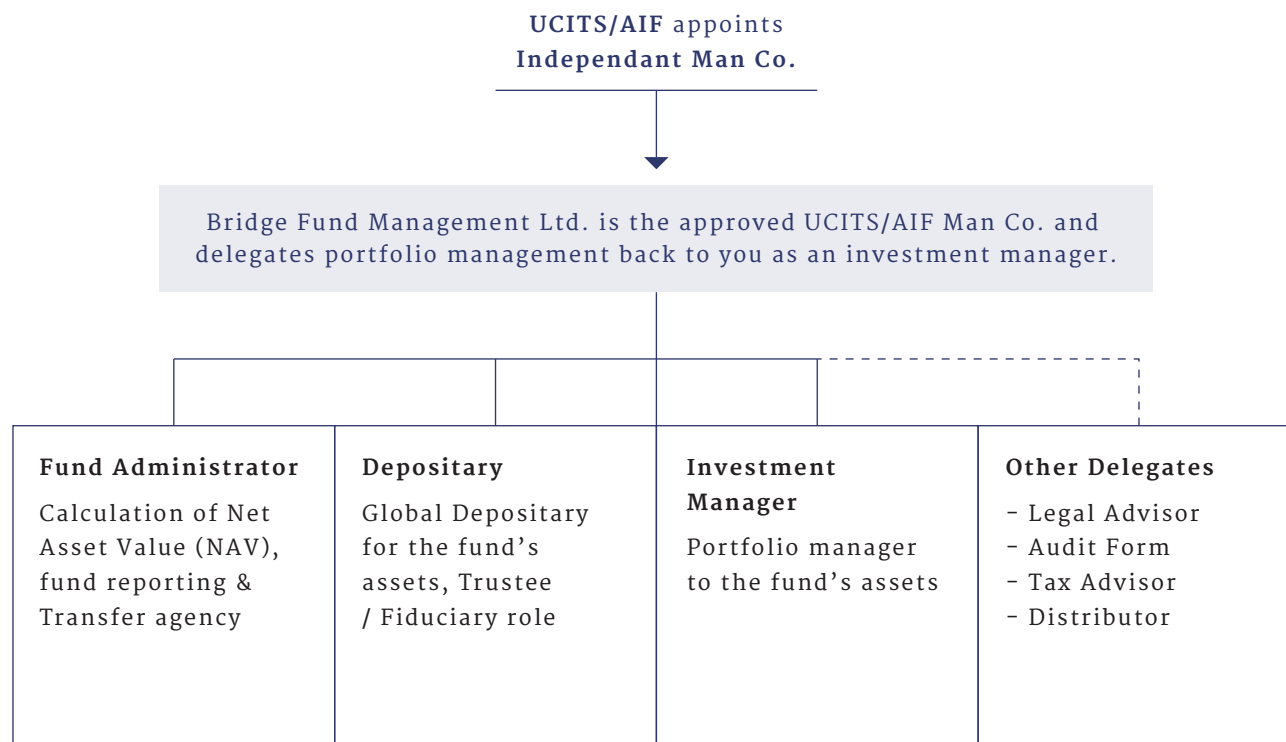 UCITS/AIF appoints
Independant Man Co.
Bridge Fund Management Ltd. is the approved UCITS/AIF Man Co. and
delegates portfolio management back to you as an investment manager.
Fund Administrator
Calculation of Net
Asset Value (NAV),
fund reporting &
Transfer agency
Depositary
Global Depositary
for the fund’s
assets, Trustee
/ Fiduciary role
Investment
Manager
Portfolio manager
to the fund’s assets
Other Delegates
- Legal Advisor
- Audit Form
- Tax Advisor
- Distributor